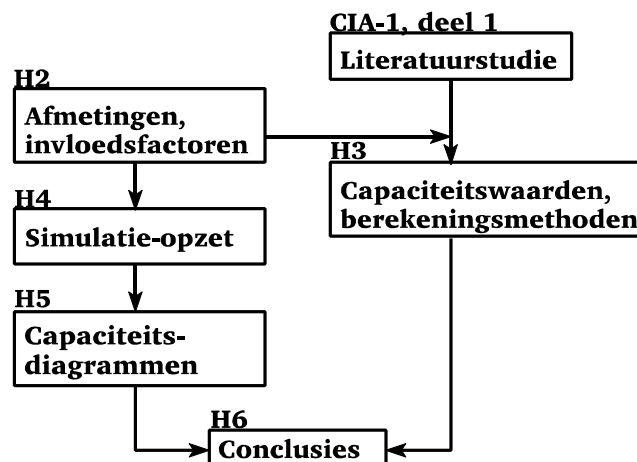 CIA-1, deel 1
Literatuurstudie
H2
Afmetingen,
invloedsfactoren
H3
Capaciteitswaarden,
berekeningsmethoden
H4
Simulatie-opzet
H5
Capaciteits-
diagrammen
H6
Conclusies